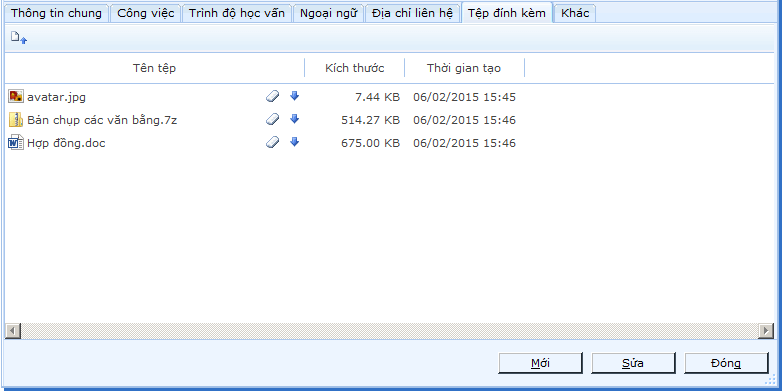 Thông tin chung Công việc Trình độ học vấn Ngoại ngữ Địa chỉ liên hệ Tệp đính kèm Khác
Tên tệp Kích thước Thời gian tạo
avatar.jpg 7.44 KB 06/02/2015 15:45
Bản chụp các văn bằng.7z 514.27 KB 06/02/2015 15:46
Hợp đồng.doc 675.00 KB 06/02/2015 15:46
Mới Sửa Đóng